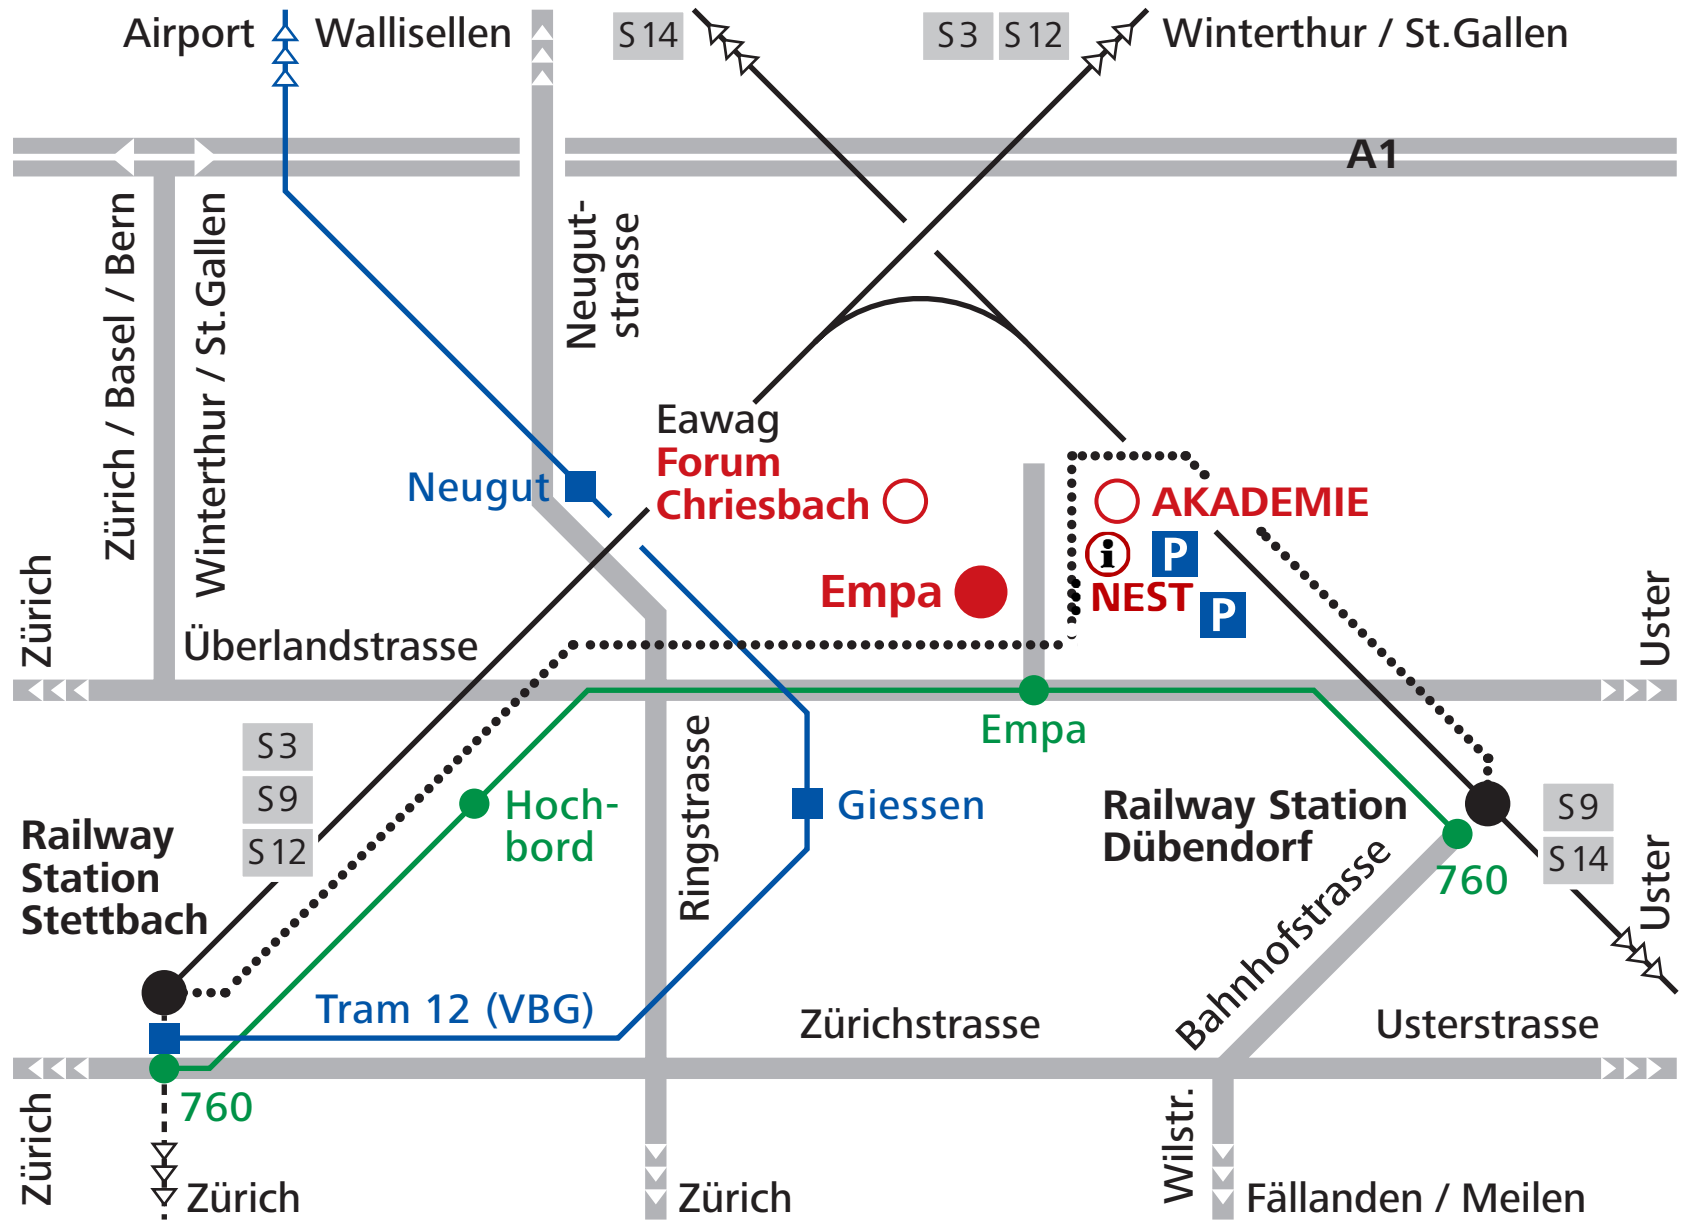 Airport
Wallisellen
S 14
S 3
S 12
Winterthur / St.Gallen
A1
Zürich / Basel / Bern
Winterthur / St.Gallen
Neugut-
strasse
Eawag
Forum
Chriesbach
Neugut
AKADEMIE
i
P
Empa
NEST
P
Zürich
Überlandstrasse
Uster
Empa
S 3
S 9
S 12
Hoch-
bord
Ringstrasse
Giessen
Railway Station
Dübendorf
S 9
S 14
Railway
Station
Stettbach
760
Uster
Bahnhofstrasse
Tram 12 (VBG)
Zürichstrasse
Usterstrasse
760
Zürich
Zürich
Zürich
Wilstr.
Fällanden / Meilen